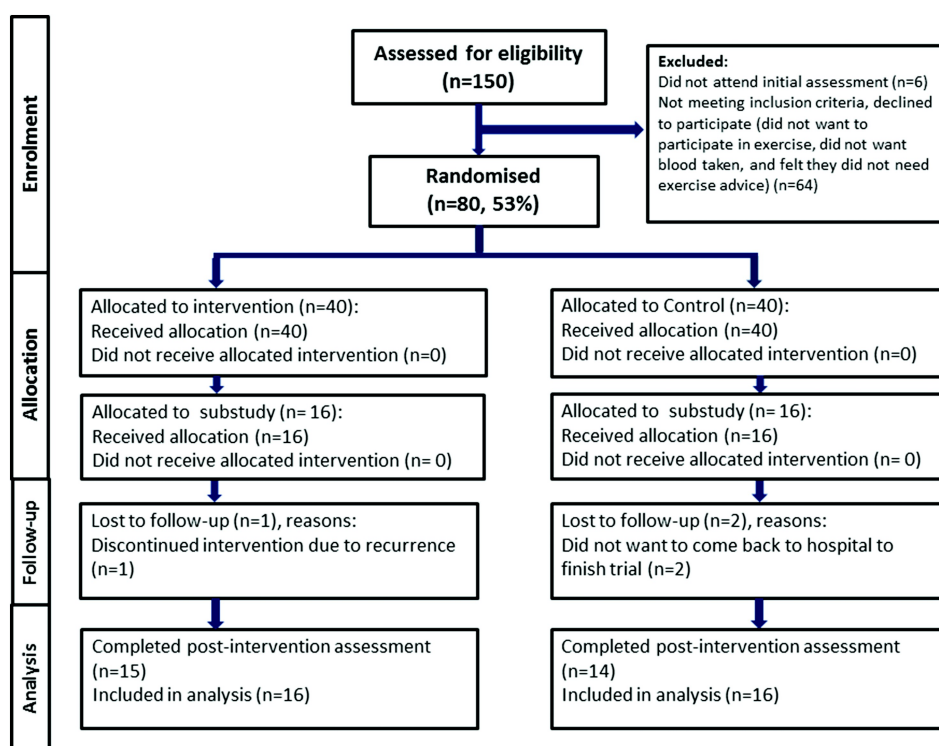 Enrolment
Assessed for eligibility
(n=150)
Excluded:
Did not attend initial assessment (n=6)
Not meeting inclusion criteria, declined
to participate (did not want to
participate in exercise, did not want
blood taken, and felt they did not need
exercise advice) (n=64)
Randomised
(n=80, 53%)
Allocation
Allocated to intervention (n=40):
Received allocation (n=40)
Did not receive allocated intervention (n=0)
Allocated to Control (n=40):
Received allocation (n=40)
Did not receive allocated intervention (n=0)
Allocated to substudy (n= 16):
Received allocation (n=16)
Did not receive allocated intervention (n= 0)
Allocated to substudy (n= 16):
Received allocation (n=16)
Did not receive allocated intervention (n= 0)
Follow-up
Lost to follow-up (n=1), reasons:
Discontinued intervention due to recurrence
(n=1)
Lost to follow-up (n=2), reasons:
Did not want to come back to hospital to
finish trial (n=2)
Analysis
Completed post-intervention assessment
(n=15)
Included in analysis (n=16)
Completed post-intervention assessment
(n=14)
Included in analysis (n=16)